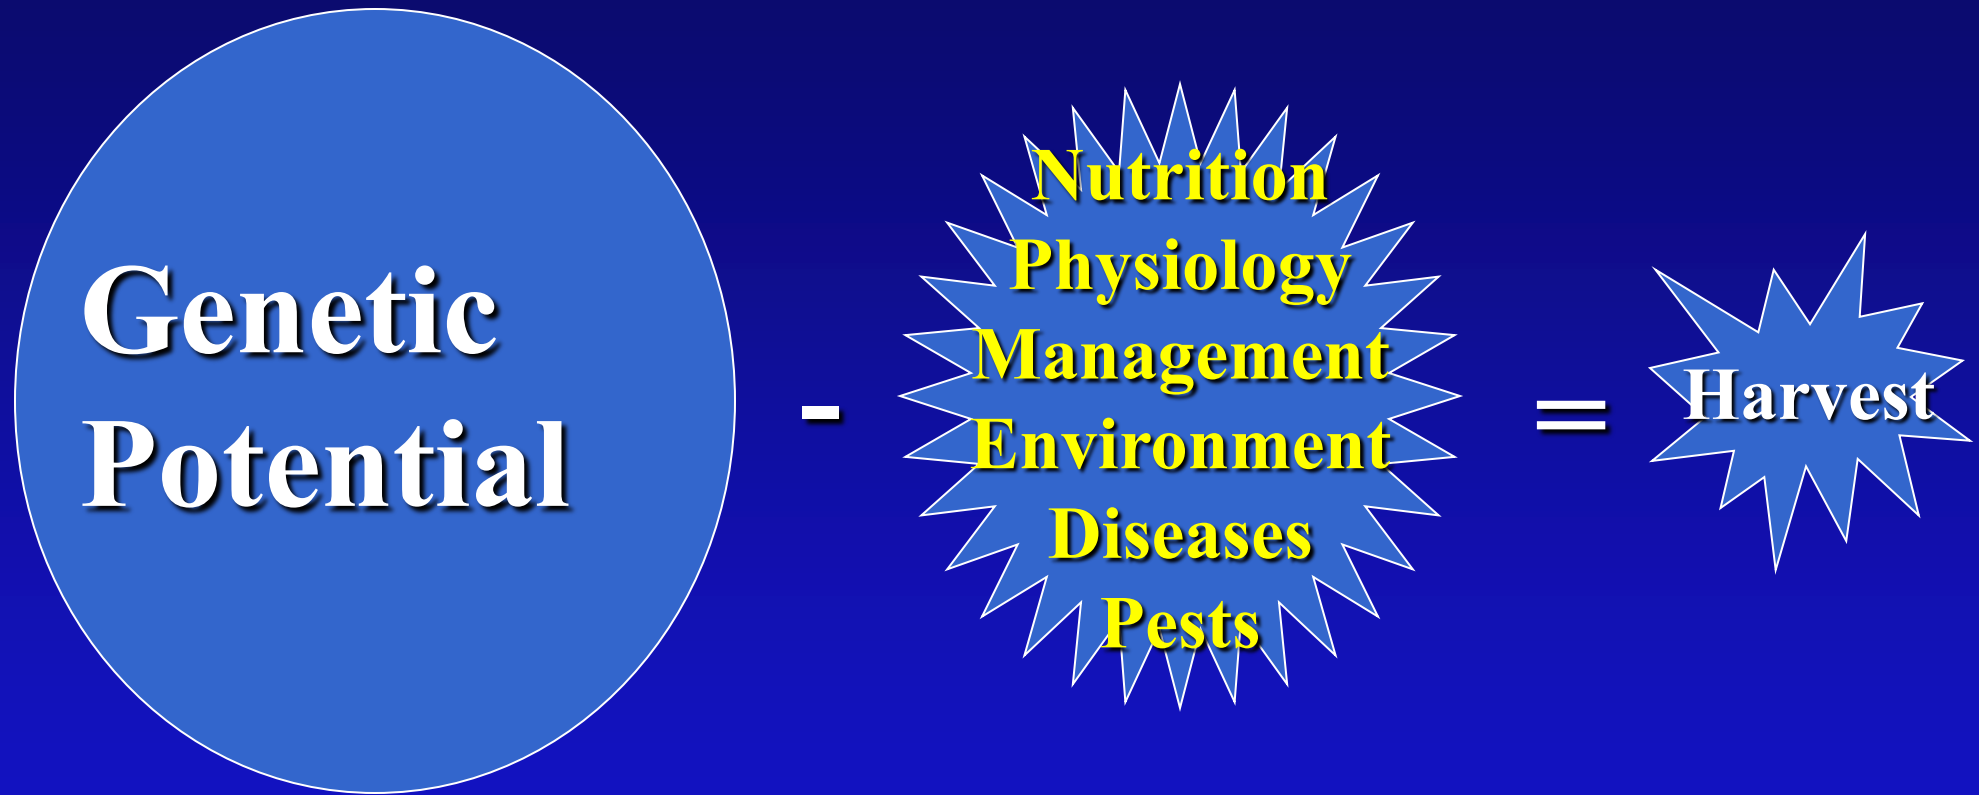 Genetic
Potential
-
Nutrition
Physiology
Management
Environment
Diseases
Pests
=
Harvest